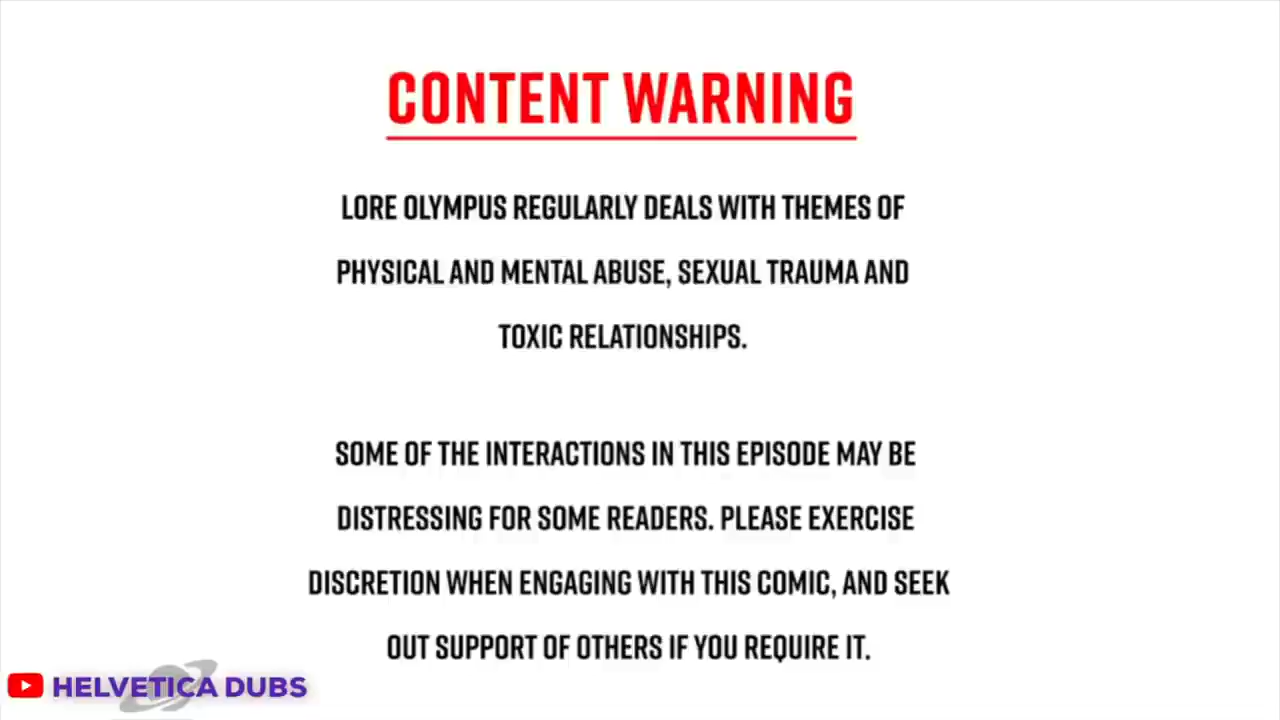 CONTENT WARNING
LORE OLYMPUS REGULARLY DEALS WITH THEMES OF
PHYSICAL AND MENTAL ABUSE, SEXUAL TRAUMA AND
TOXIC RELATIONSHIPS.
SOME OF THE INTERACTIONS IN THIS EPISODE MAY BE
DISTRESSING FOR SOME READERS. PLEASE EXERCISE
DISCRETION WHEN ENGAGING WITH THIS COMIC, AND SEEK
OUT SUPPORT OF OTHERS IF YOU REQUIRE IT.
HELVETICA DUBS